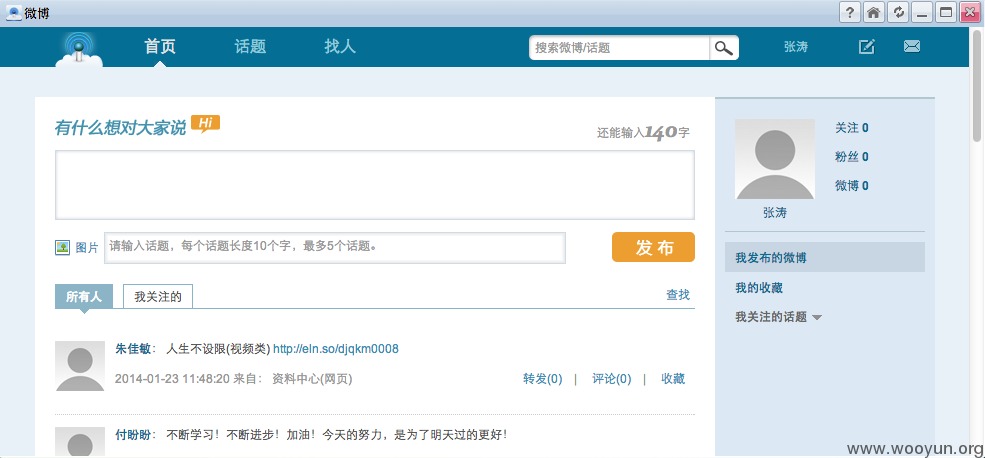 微博
?
首页 话题 找人 搜索微博/话题 张涛
有什么想对大家说 Hi
还能输入140字
图片 请输入话题，每个话题长度10个字，最多5个话题。 发布
所有人 我关注的 查找
朱佳敏： 人生不设限(视频类) http://eln.so/djqkm0008
2014-01-23 11:48:20 来自： 资料中心(网页) 转发(0) | 评论(0) | 收藏
付盼盼： 不断学习！不断进步！加油！今天的努力，是为了明天过的更好！
关注 0
粉丝 0
微博 0
张涛
我发布的微博
我的收藏
我关注的话题
www.wooyun.org